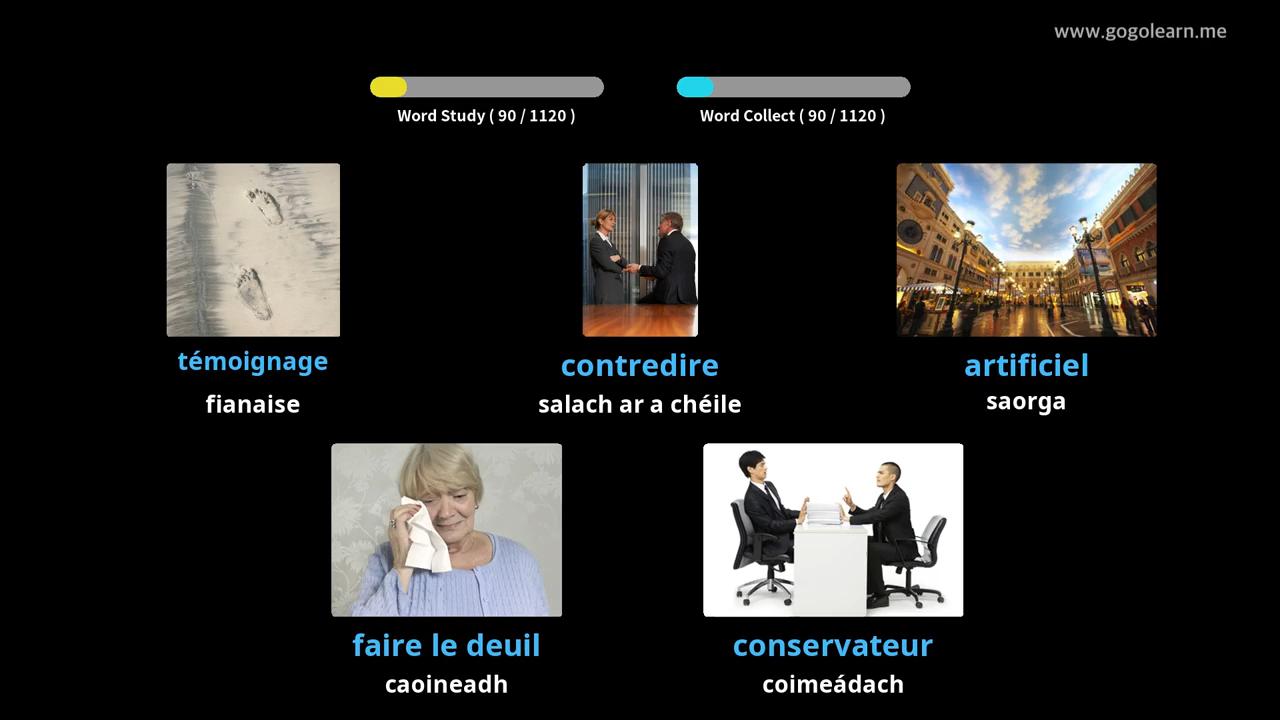 www.gogolearn.me
Word Study ( 90 / 1120 )
Word Collect ( 90 / 1120 )
témoignage
fianaise
contredire
salach ar a chéile
artificiel
saorga
faire le deuil
caoineadh
conservateur
coimeádach